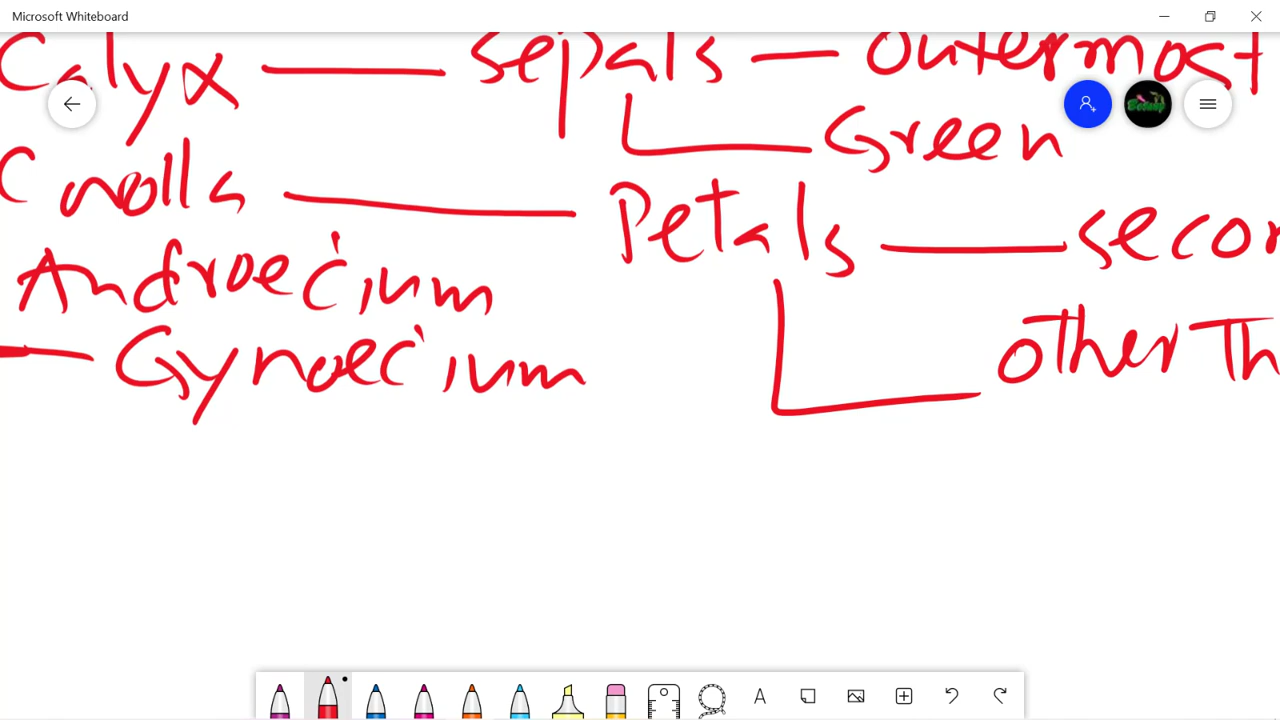 Microsoft Whiteboard
Calyx — sepals — outermost
Green
Corolla — Petals — secon
Androecium
other Th
— Gynoecium